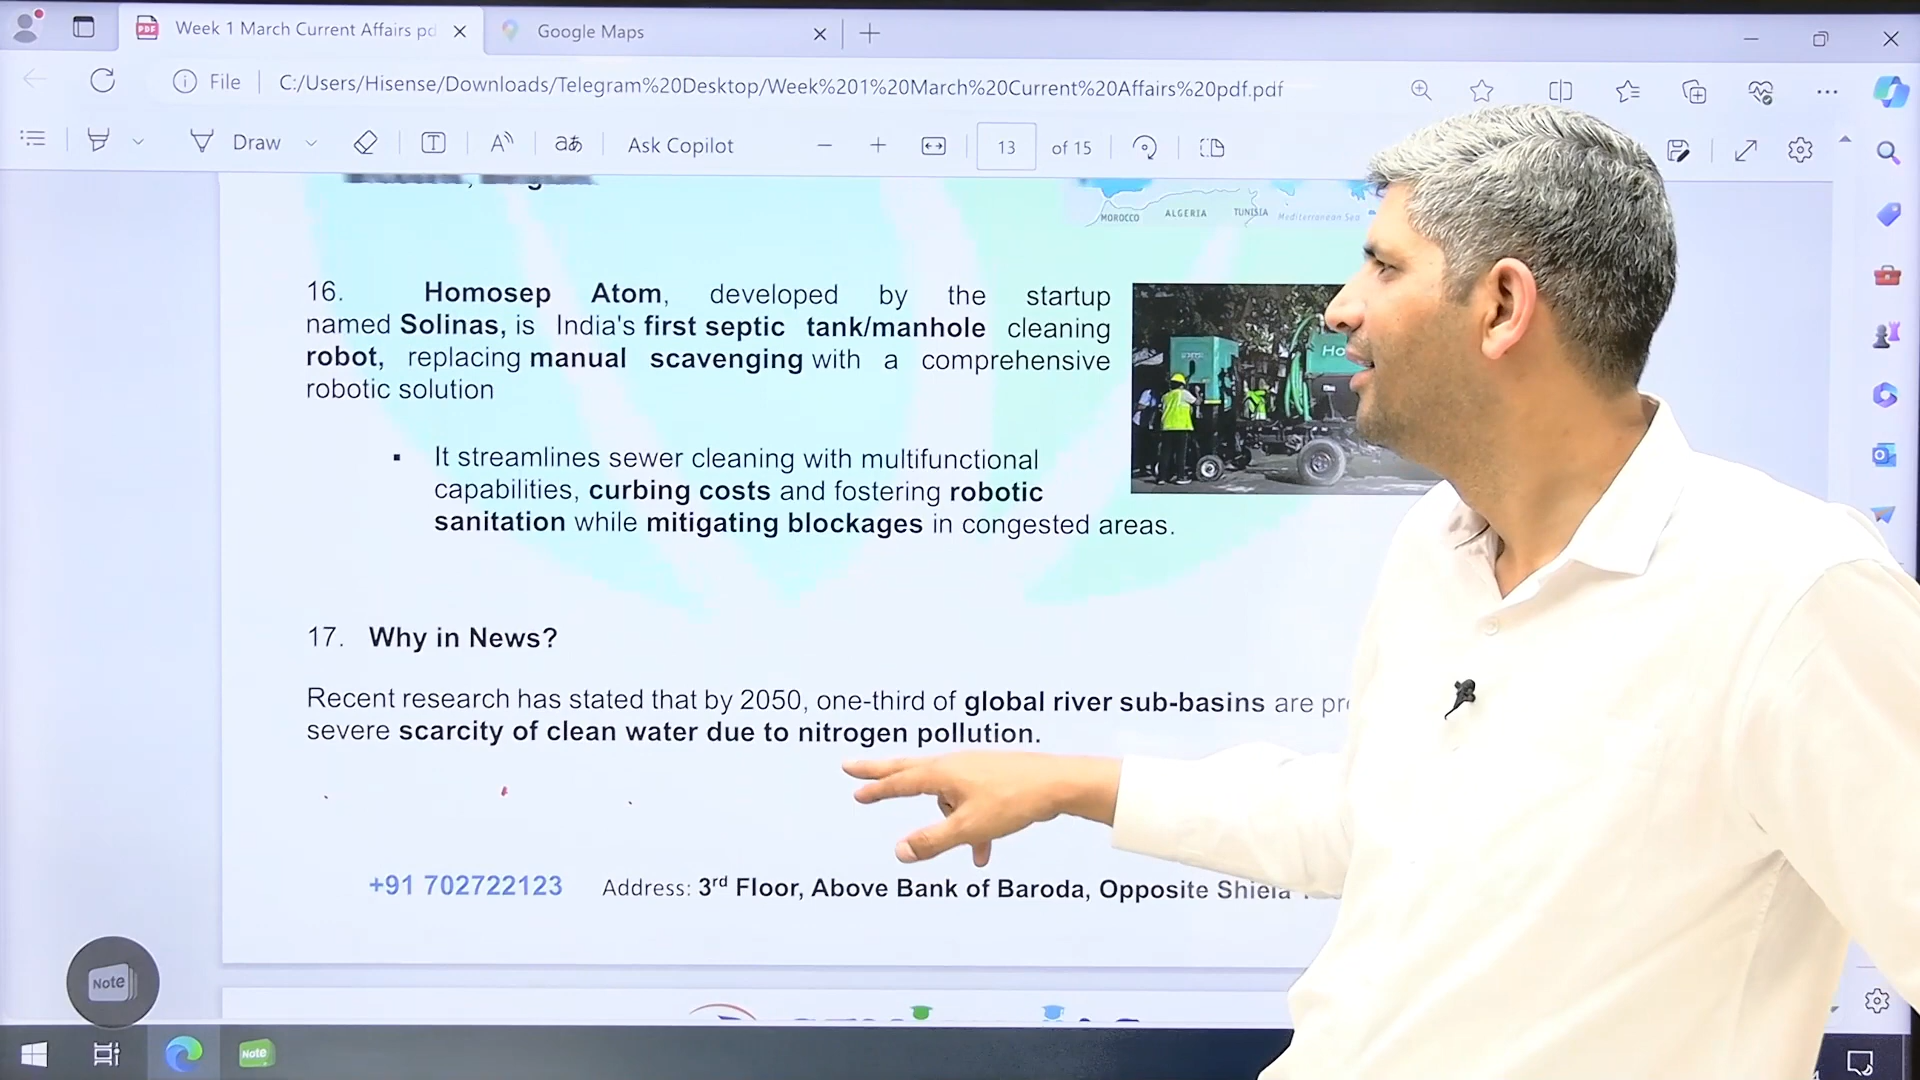 Week 1 March Current Affairs pd
Google Maps
File
C:/Users/Hisense/Downloads/Telegram%20Desktop/Week%201%20March%20Current%20Affairs%20pdf.pdf
Draw
Ask Copilot
13 of 15
MOROCCO ALGERIA TUNISIA Mediterranean Sea
16. Homosep Atom, developed by the startup
named Solinas, is India's first septic tank/manhole cleaning
robot, replacing manual scavenging with a comprehensive
robotic solution
Ho
▪ It streamlines sewer cleaning with multifunctional
capabilities, curbing costs and fostering robotic
sanitation while mitigating blockages in congested areas.
17. Why in News?
Recent research has stated that by 2050, one-third of global river sub-basins are pr
severe scarcity of clean water due to nitrogen pollution.
+91 702722123 Address: 3rd Floor, Above Bank of Baroda, Opposite Shiela
Note
Note